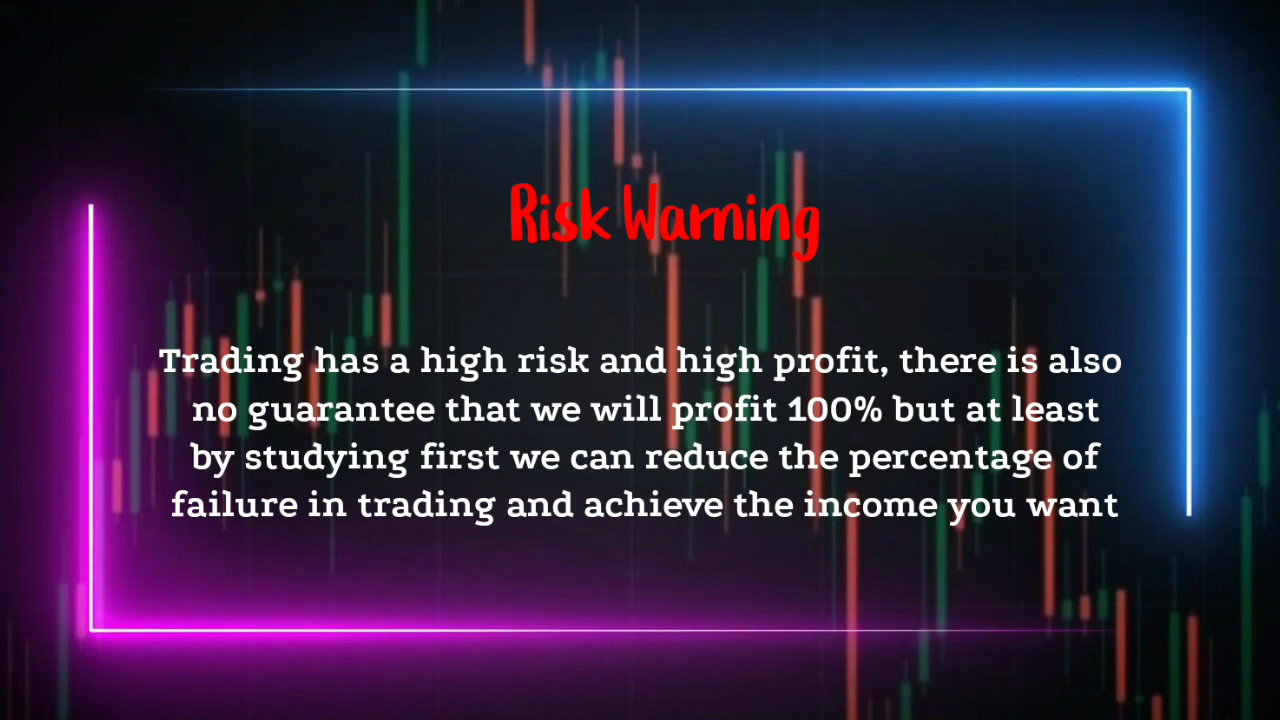 Risk Warning
Trading has a high risk and high profit, there is also
no guarantee that we will profit 100% but at least
by studying first we can reduce the percentage of
failure in trading and achieve the income you want